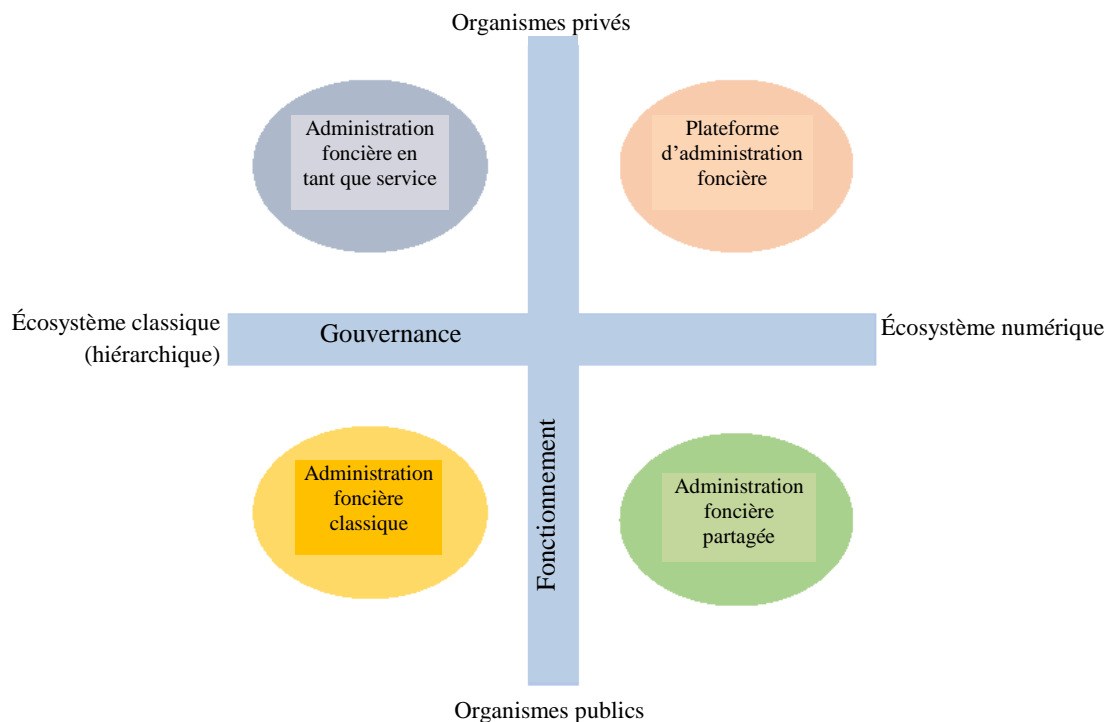 Organismes privés
Administration
foncière en
tant que service
Plateforme
d’administration
foncière
Écosystème classique
(hiérarchique)
Gouvernance
Écosystème numérique
Fonctionnement
Administration
foncière
classique
Administration
foncière
partagée
Organismes publics